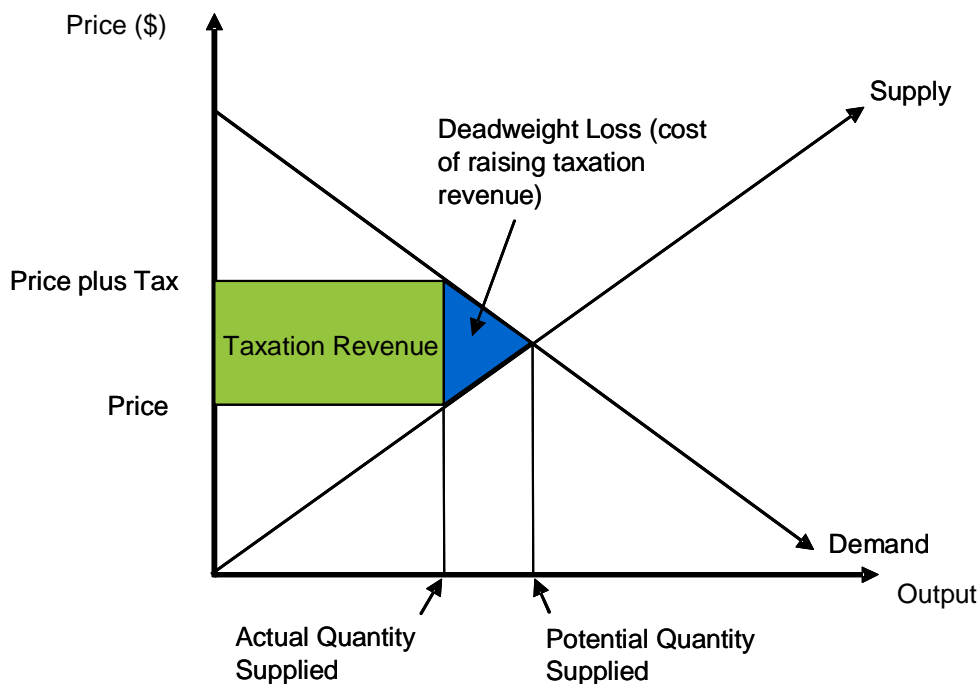 Price ($)
Supply
Deadweight Loss (cost
of raising taxation
revenue)
Price plus Tax
Taxation Revenue
Price
Demand
Output
Actual Quantity
Supplied
Potential Quantity
Supplied